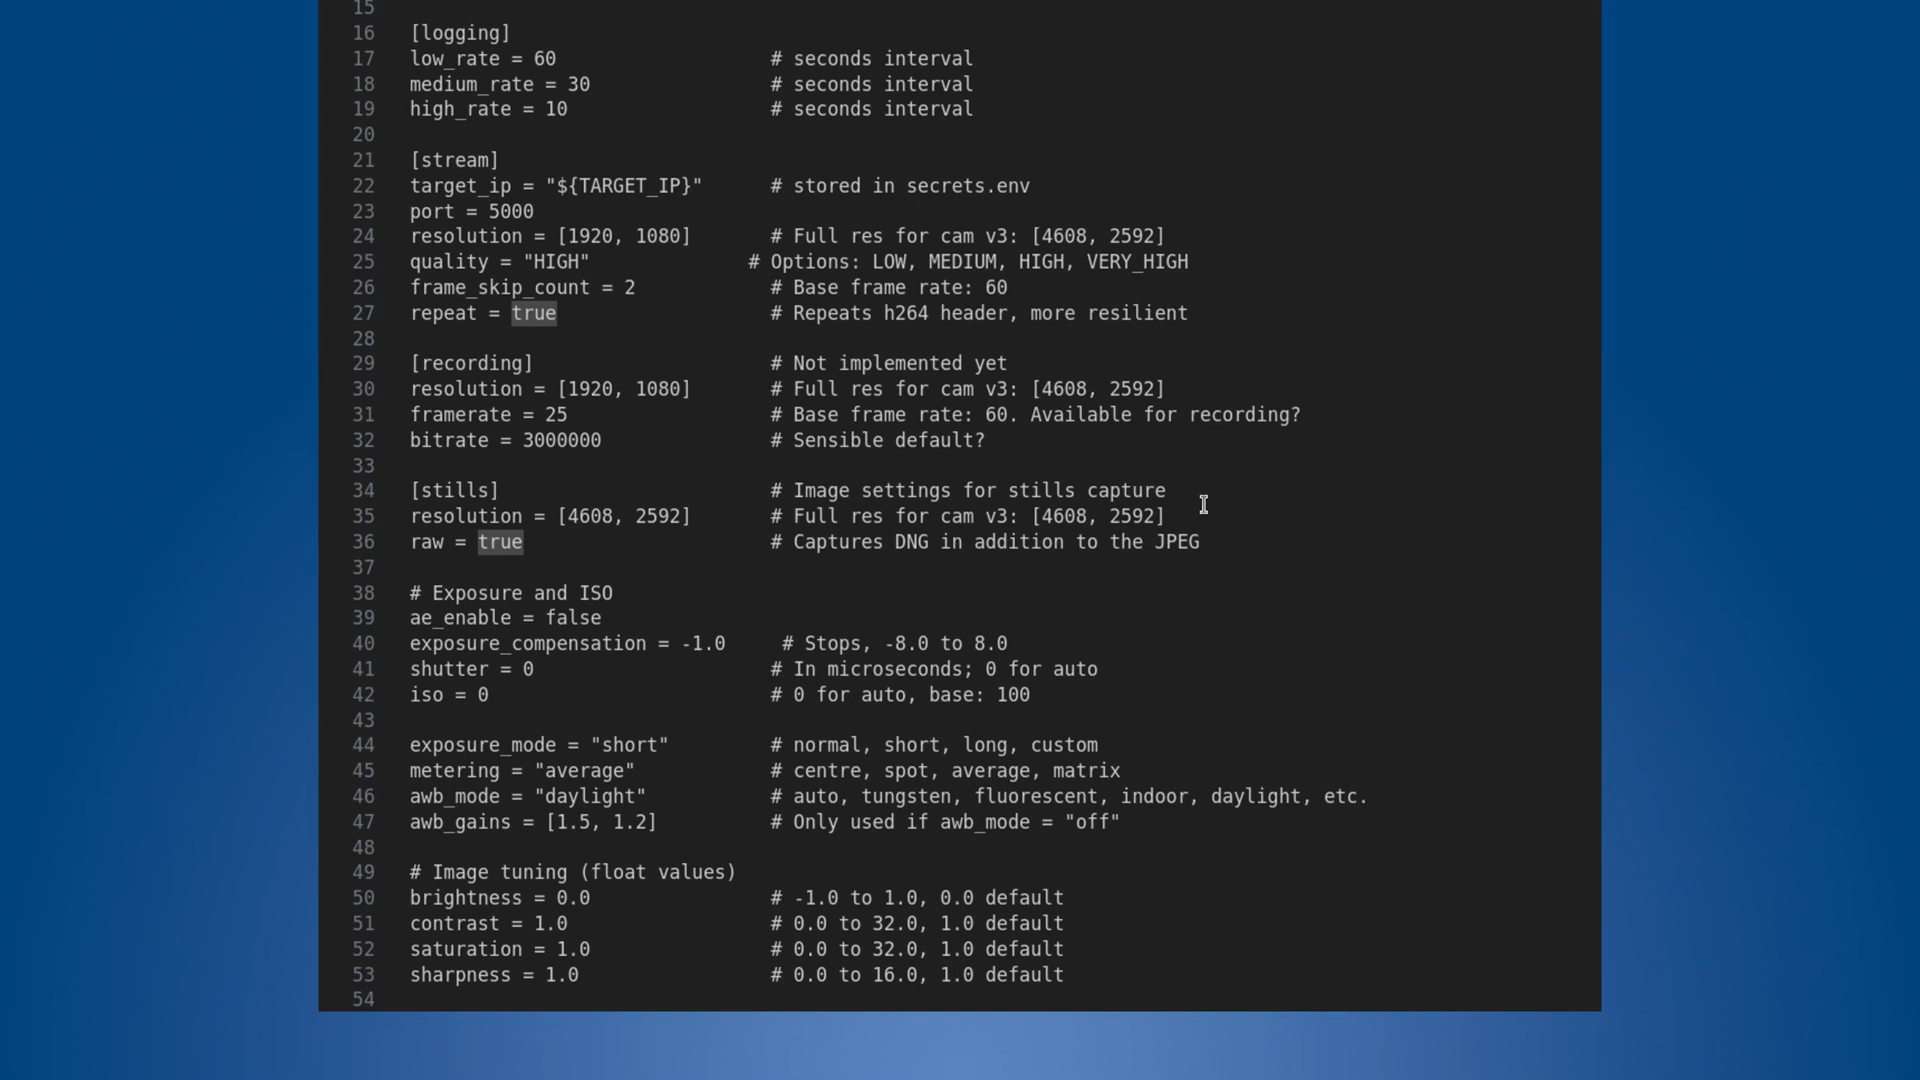 15
16 [logging]
17 low_rate = 60 # seconds interval
18 medium_rate = 30 # seconds interval
19 high_rate = 10 # seconds interval
20
21 [stream]
22 target_ip = "${TARGET_IP}" # stored in secrets.env
23 port = 5000
24 resolution = [1920, 1080] # Full res for cam v3: [4608, 2592]
25 quality = "HIGH" # Options: LOW, MEDIUM, HIGH, VERY_HIGH
26 frame_skip_count = 2 # Base frame rate: 60
27 repeat = true # Repeats h264 header, more resilient
28
29 [recording] # Not implemented yet
30 resolution = [1920, 1080] # Full res for cam v3: [4608, 2592]
31 framerate = 25 # Base frame rate: 60. Available for recording?
32 bitrate = 3000000 # Sensible default?
33
34 [stills] # Image settings for stills capture
35 resolution = [4608, 2592] # Full res for cam v3: [4608, 2592]
36 raw = true # Captures DNG in addition to the JPEG
37
38 # Exposure and ISO
39 ae_enable = false
40 exposure_compensation = -1.0 # Stops, -8.0 to 8.0
41 shutter = 0 # In microseconds; 0 for auto
42 iso = 0 # 0 for auto, base: 100
43
44 exposure_mode = "short" # normal, short, long, custom
45 metering = "average" # centre, spot, average, matrix
46 awb_mode = "daylight" # auto, tungsten, fluorescent, indoor, daylight, etc.
47 awb_gains = [1.5, 1.2] # Only used if awb_mode = "off"
48
49 # Image tuning (float values)
50 brightness = 0.0 # -1.0 to 1.0, 0.0 default
51 contrast = 1.0 # 0.0 to 32.0, 1.0 default
52 saturation = 1.0 # 0.0 to 32.0, 1.0 default
53 sharpness = 1.0 # 0.0 to 16.0, 1.0 default
54